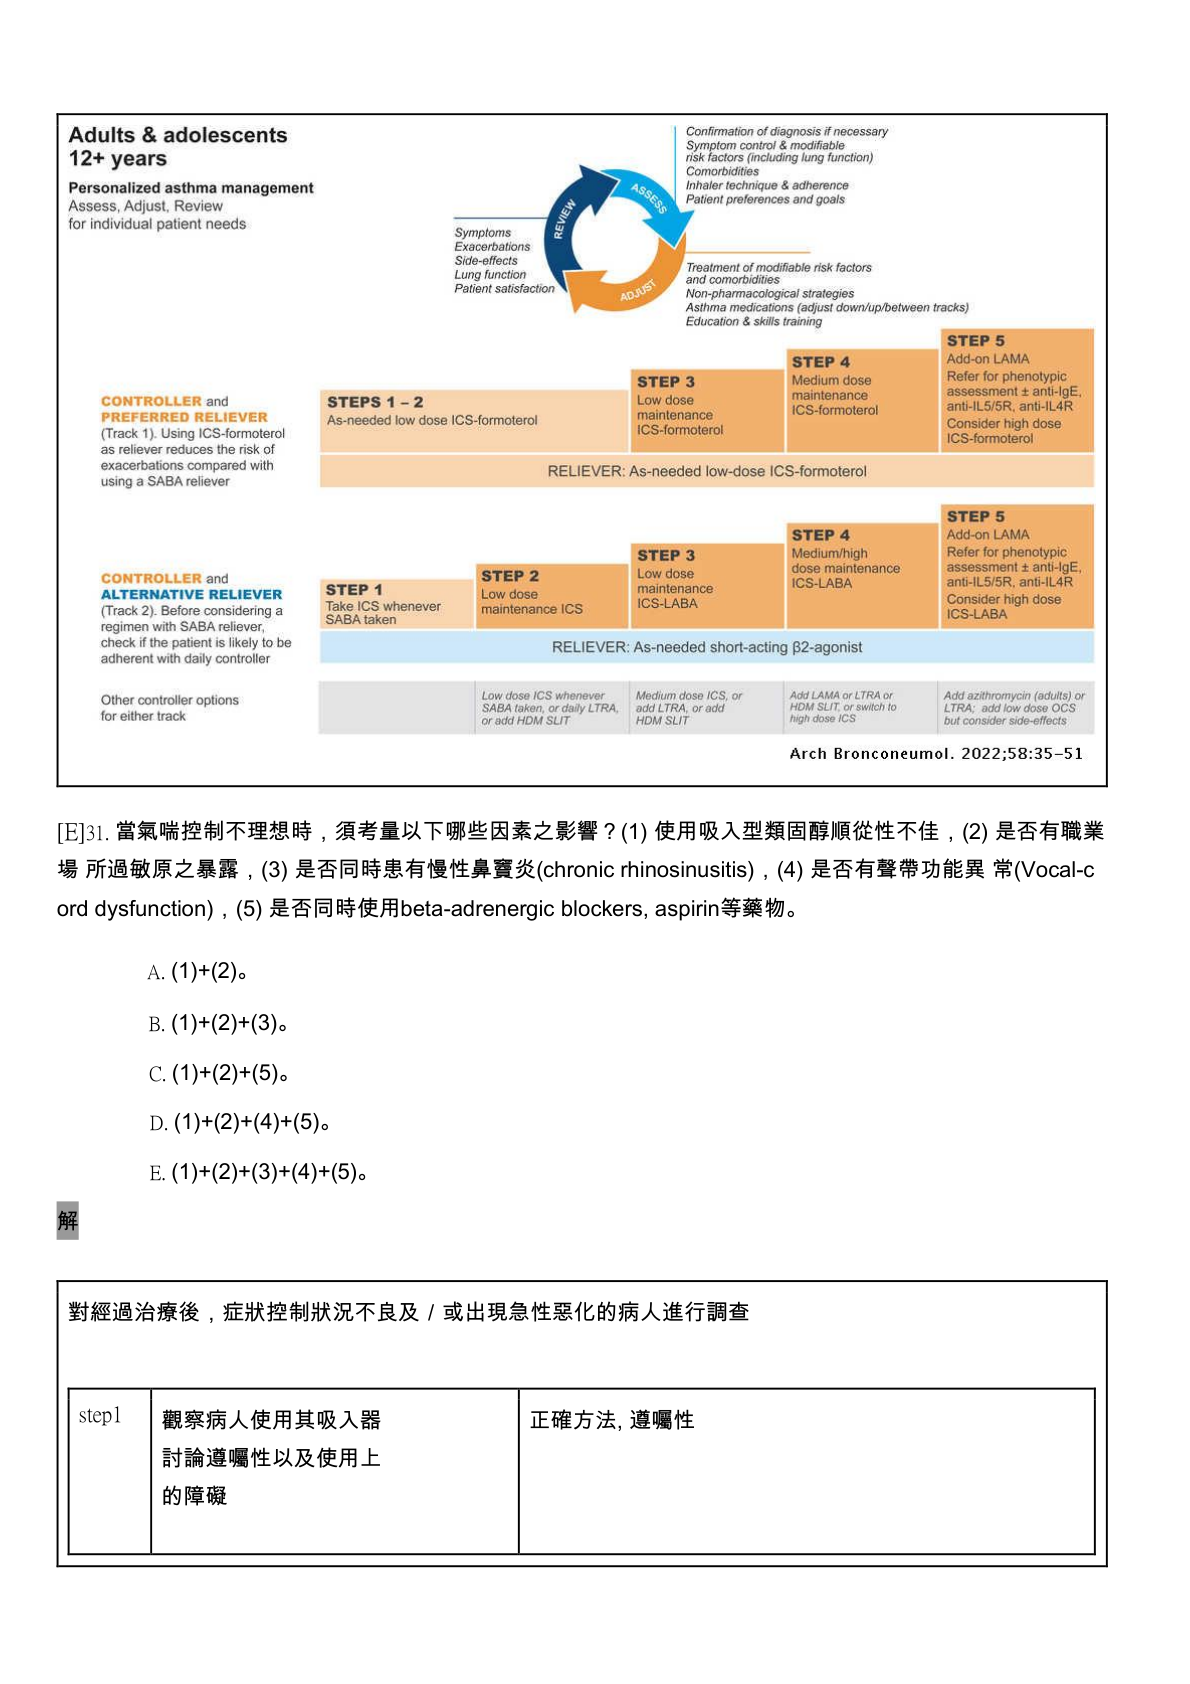 Adults & adolescents
12+ years
Personalized asthma management
Assess, Adjust, Review
for individual patient needs
Confirmation of diagnosis if necessary
Symptom control & modifiable
risk factors (including lung function)
Comorbidities
Inhaler technique & adherence
Patient preferences and goals
REVIEW
ASSESS
ADJUST
Symptoms
Exacerbations
Side-effects
Lung function
Patient satisfaction
Treatment of modifiable risk factors
and comorbidities
Non-pharmacological strategies
Asthma medications (adjust down/up/between tracks)
Education & skills training
CONTROLLER and
PREFERRED RELIEVER
(Track 1). Using ICS-formoterol
as reliever reduces the risk of
exacerbations compared with
using a SABA reliever
STEPS 1 – 2
As-needed low dose ICS-formoterol
STEP 3
Low dose
maintenance
ICS-formoterol
STEP 4
Medium dose
maintenance
ICS-formoterol
STEP 5
Add-on LAMA
Refer for phenotypic
assessment ± anti-IgE,
anti-IL5/5R, anti-IL4R
Consider high dose
ICS-formoterol
RELIEVER: As-needed low-dose ICS-formoterol
CONTROLLER and
ALTERNATIVE RELIEVER
(Track 2). Before considering a
regimen with SABA reliever,
check if the patient is likely to be
adherent with daily controller
STEP 1
Take ICS whenever
SABA taken
STEP 2
Low dose
maintenance ICS
STEP 3
Low dose
maintenance
ICS-LABA
STEP 4
Medium/high
dose maintenance
ICS-LABA
STEP 5
Add-on LAMA
Refer for phenotypic
assessment ± anti-IgE,
anti-IL5/5R, anti-IL4R
Consider high dose
ICS-LABA
RELIEVER: As-needed short-acting β2-agonist
Other controller options
for either track
Low dose ICS whenever
SABA taken, or daily LTRA,
or add HDM SLIT
Medium dose ICS, or
add LTRA, or add
HDM SLIT
Add LAMA or LTRA or
HDM SLIT, or switch to
high dose ICS
Add azithromycin (adults) or
LTRA; add low dose OCS
but consider side-effects
Arch Bronconeumol. 2022;58:35–51
[E]31. 當氣喘控制不理想時，須考量以下哪些因素之影響？(1) 使用吸入型類固醇順從性不佳，(2) 是否有職業
場 所過敏原之暴露，(3) 是否同時患有慢性鼻竇炎(chronic rhinosinusitis)，(4) 是否有聲帶功能異 常(Vocal-c
ord dysfunction)，(5) 是否同時使用beta-adrenergic blockers, aspirin等藥物。
A. (1)+(2)。
B. (1)+(2)+(3)。
C. (1)+(2)+(5)。
D. (1)+(2)+(4)+(5)。
E. (1)+(2)+(3)+(4)+(5)。
解
對經過治療後，症狀控制狀況不良及／或出現急性惡化的病人進行調查
step1
觀察病人使用其吸入器
討論遵囑性以及使用上
的障礙
正確方法, 遵囑性